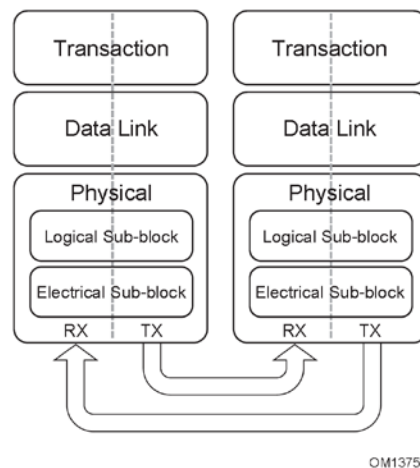 Transaction Transaction
Data Link Data Link
Physical Physical
Logical Sub-block Logical Sub-block
Electrical Sub-block Electrical Sub-block
RX TX RX TX
OM1375